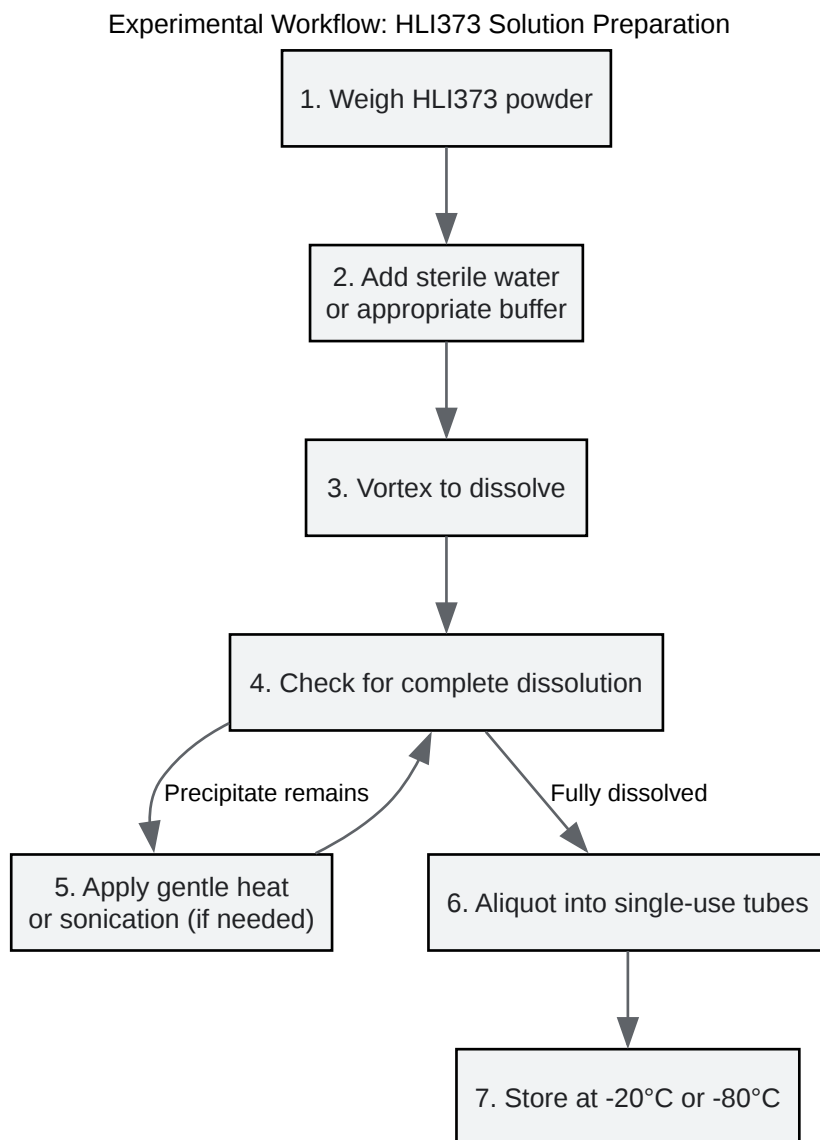 Experimental Workflow: HLI373 Solution Preparation
1. Weigh HLI373 powder
2. Add sterile water
or appropriate buffer
3. Vortex to dissolve
4. Check for complete dissolution
Precipitate remains
Fully dissolved
5. Apply gentle heat
or sonication (if needed)
6. Aliquot into single-use tubes
7. Store at -20°C or -80°C